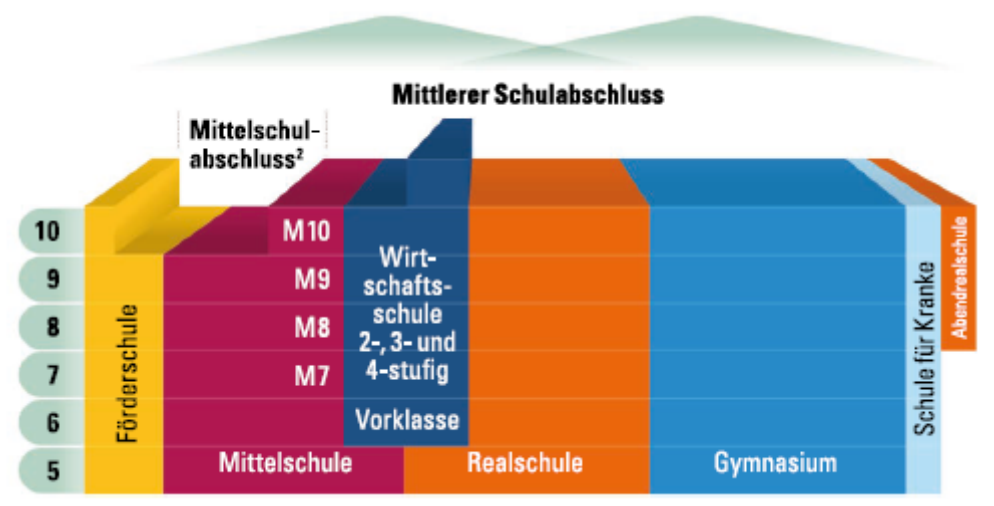 Mittlerer Schulabschluss
Mittelschul-
abschluss²
10
9
8
7
6
5
Förderschule
M10
M9
M8
M7
Mittelschule
Wirt-
schafts-
schule
2-, 3- und
4-stufig
Vorklasse
Realschule
Gymnasium
Schule für Kranke
Abendrealschule